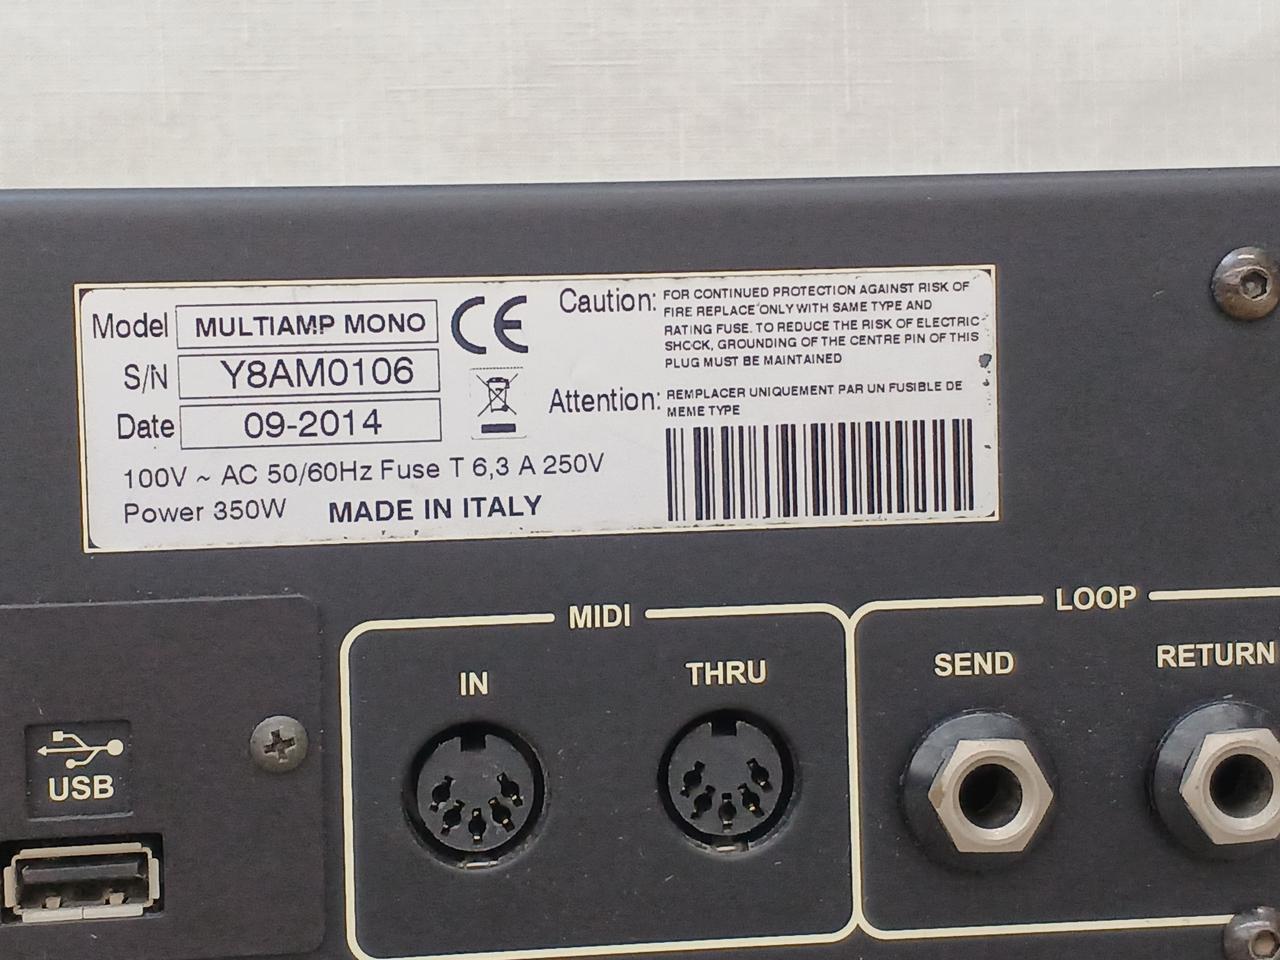 Model MULTIAMP MONO
S/N Y8AM0106
Date 09-2014
100V ~ AC 50/60Hz Fuse T 6,3 A 250V
Power 350W MADE IN ITALY
CE
Caution: FOR CONTINUED PROTECTION AGAINST RISK OF
FIRE REPLACE ONLY WITH SAME TYPE AND
RATING FUSE. TO REDUCE THE RISK OF ELECTRIC
SHOCK, GROUNDING OF THE CENTRE PIN OF THIS
PLUG MUST BE MAINTAINED
Attention: REMPLACER UNIQUEMENT PAR UN FUSIBLE DE
MEME TYPE
MIDI
IN
THRU
LOOP
SEND
RETURN
USB